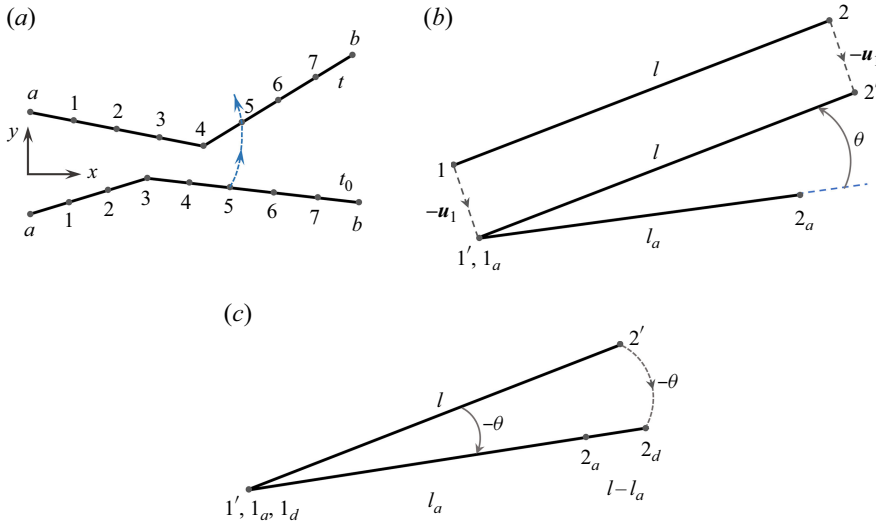 (a)
b
7
6
t
5
a
1
2
3
4
y
x
t0
3
4
5
6
7
b
2
1
a
(b)
2
l
−u
2′
1
l
θ
−u1
2a
la
1′, 1a
(c)
2′
l
−θ
−θ
2a
2d
1′, 1a, 1d
la
l−la